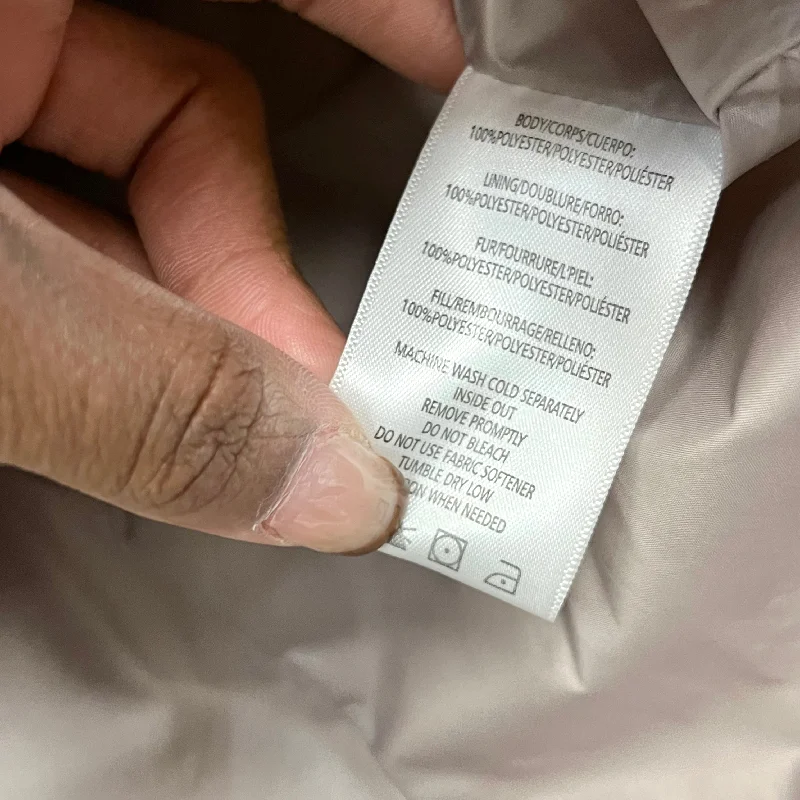 BODY/CORPS/CUERPO:
100%POLYESTER/POLYESTER/POLIÉSTER
LINING/DOUBLURE/FORRO:
100%POLYESTER/POLYESTER/POLIÉSTER
FUR/FOURRURE/L'PIEL:
100%POLYESTER/POLYESTER/POLIÉSTER
FILL/REMBOURRAGE/RELLENO:
100%POLYESTER/POLYESTER/POLIÉSTER
MACHINE WASH COLD SEPARATELY
INSIDE OUT
REMOVE PROMPTLY
DO NOT BLEACH
DO NOT USE FABRIC SOFTENER
TUMBLE DRY LOW
WHEN NEEDED